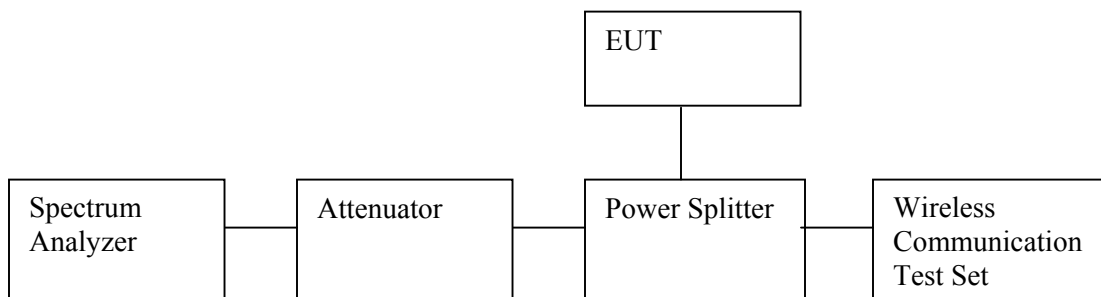 EUT
Spectrum
Analyzer
Attenuator
Power Splitter
Wireless
Communication
Test Set